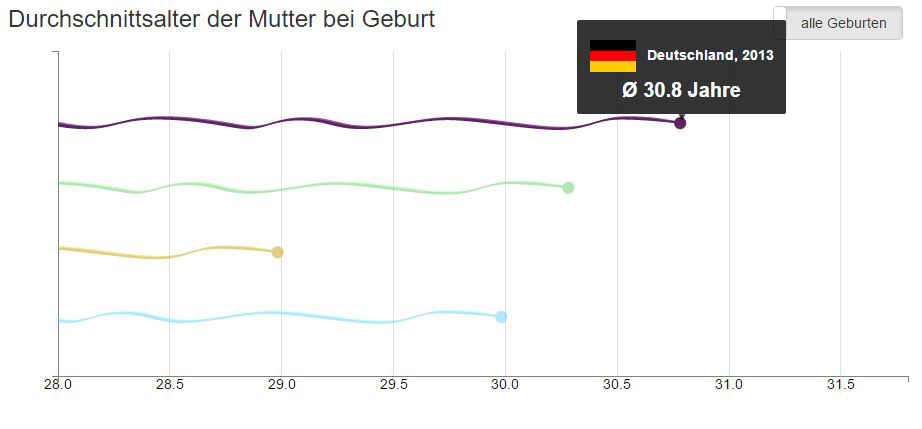 Durchschnittsalter der Mutter bei Geburt
alle Geburten
Deutschland, 2013
Ø 30.8 Jahre
28.0 28.5 29.0 29.5 30.0 30.5 31.0 31.5